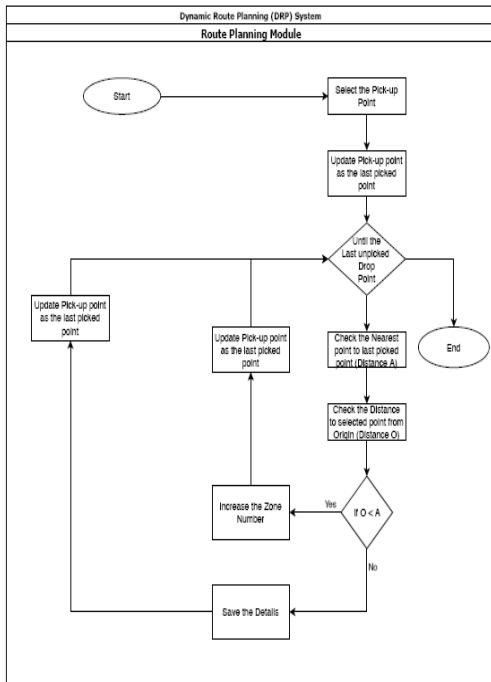 Dynamic Route Planning (DRP) System
Route Planning Module
Start
Select the Pick-up
Point
Update Pick-up point
as the last picked
point
Until the
Last unpicked
Drop
Point
Update Pick-up point
as the last picked
point
Update Pick-up point
as the last picked
point
Check the Nearest
point to last picked
point (Distance A)
End
Check the Distance
to selected point from
Origin (Distance O)
Increase the Zone
Number
Yes
If O < A
No
Save the Details